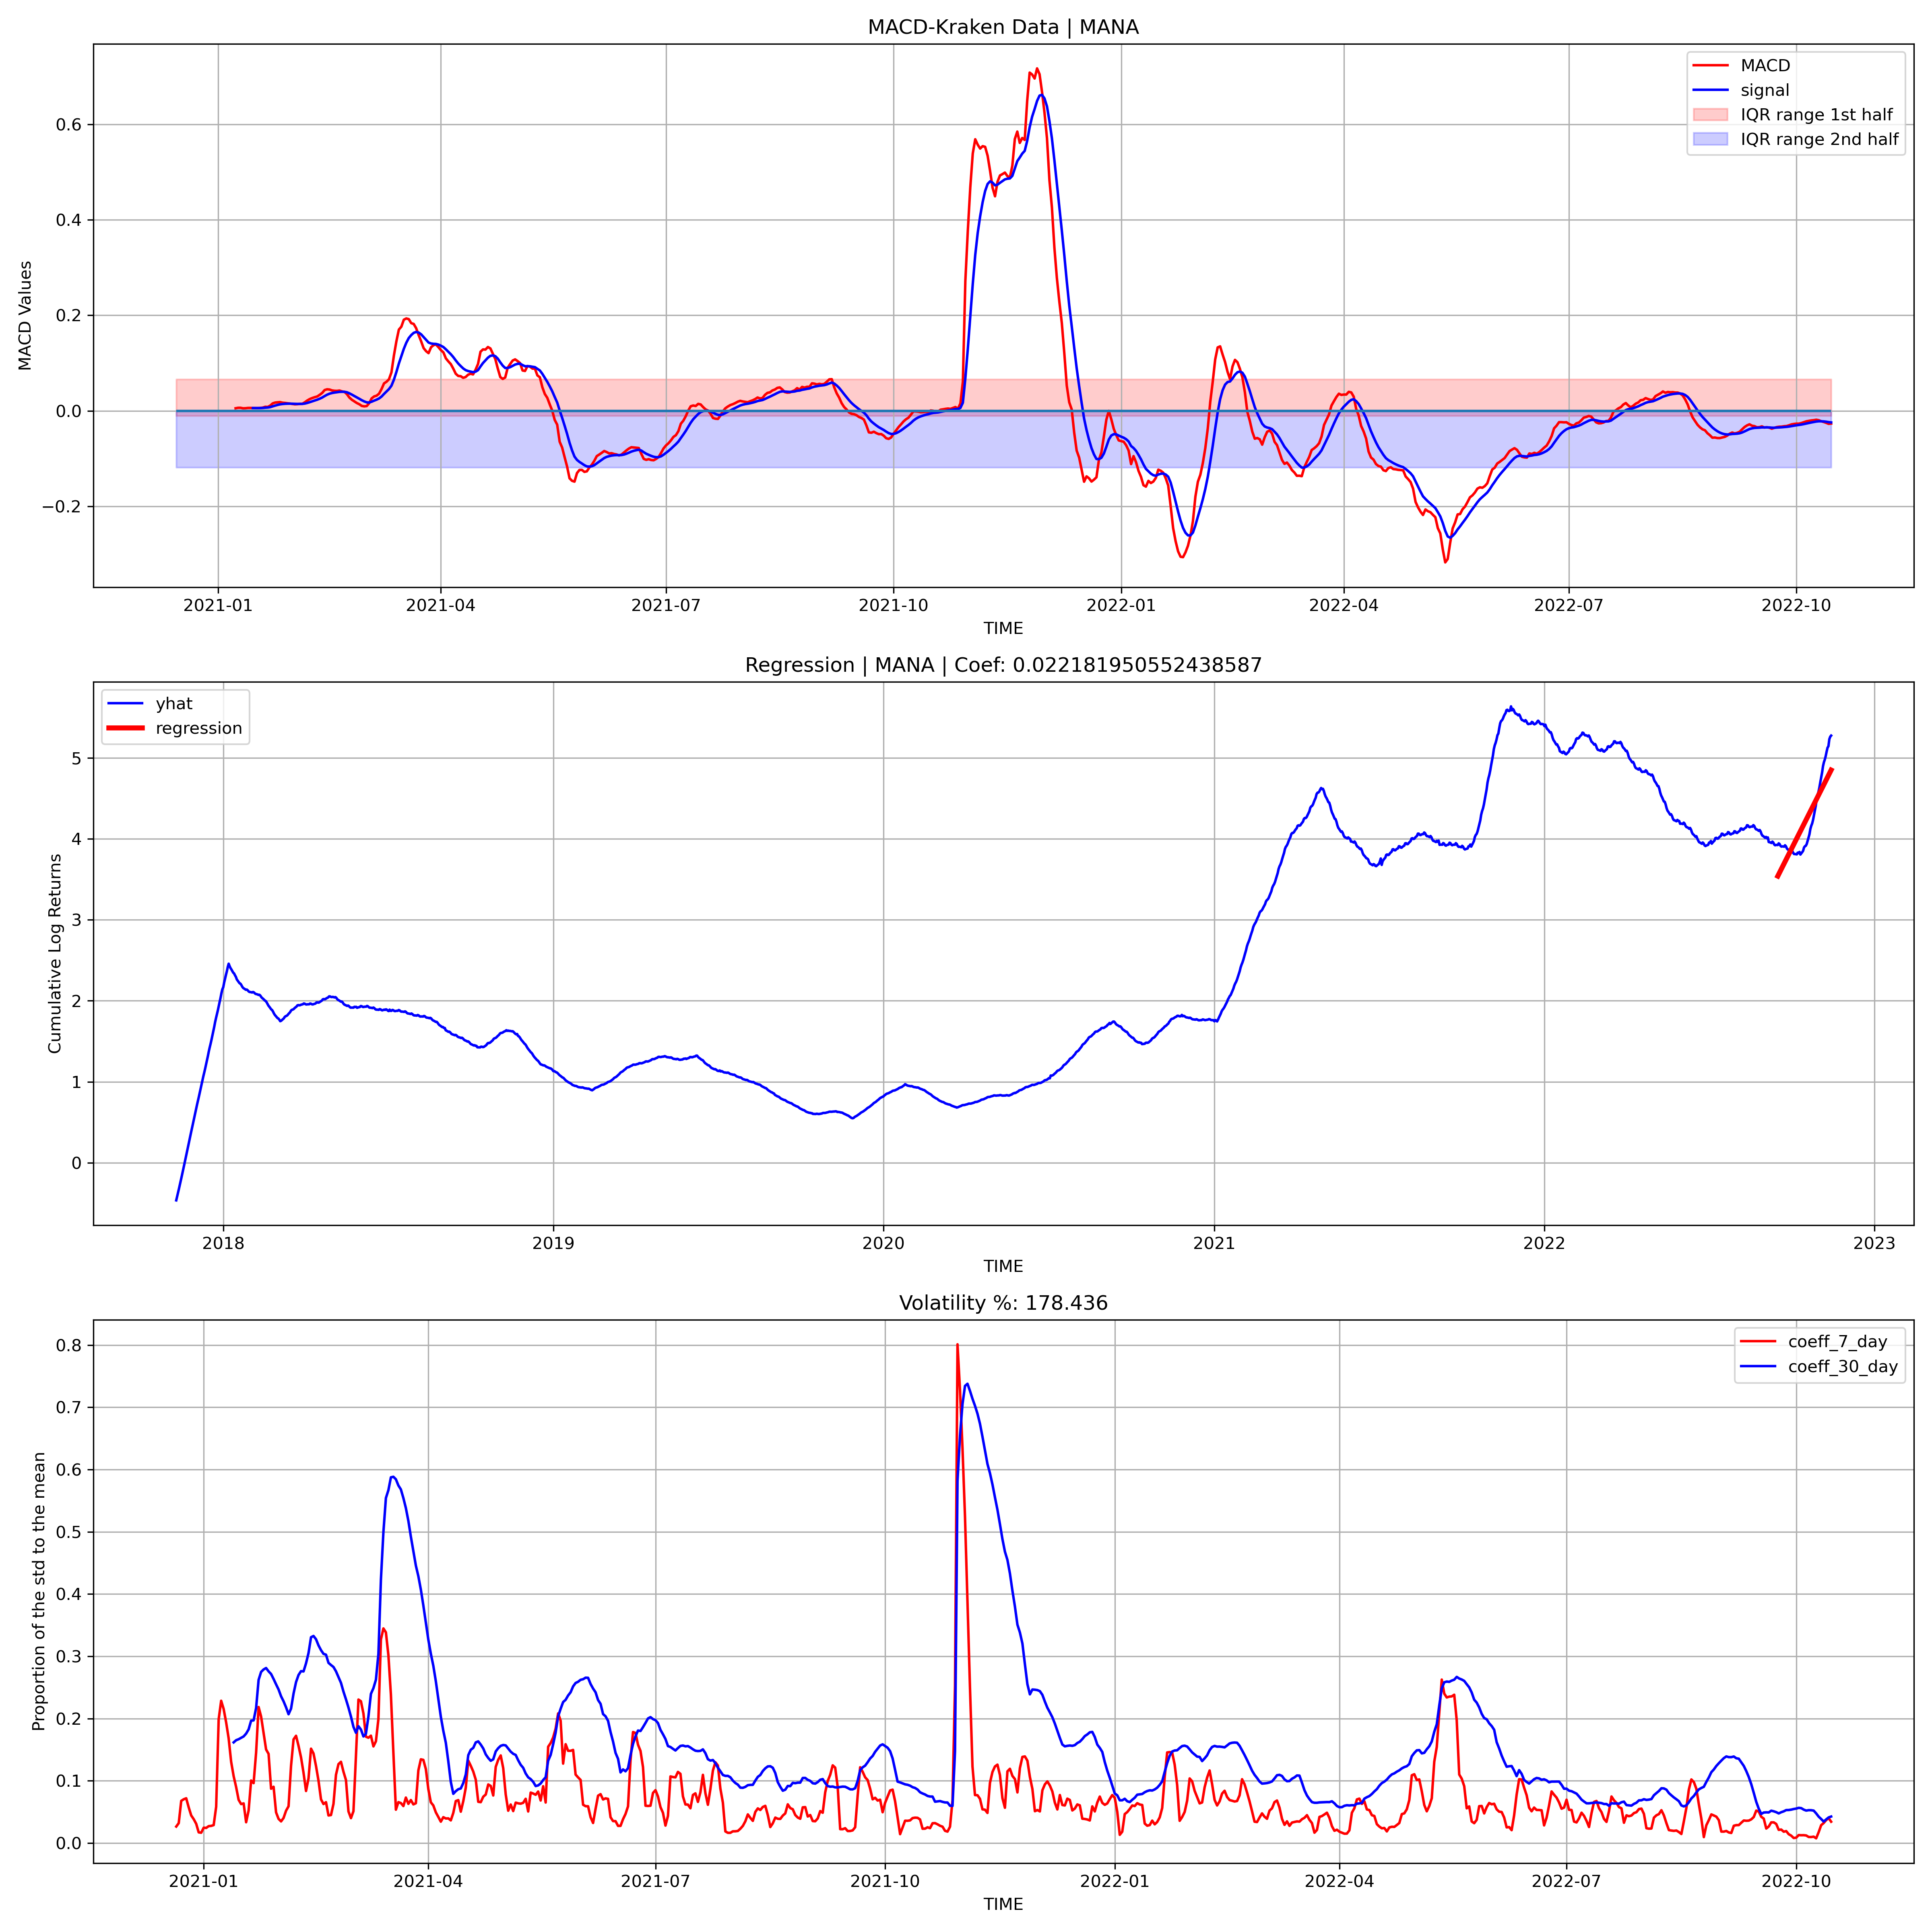 MACD-Kraken Data | MANA
MACD
signal
IQR range 1st half
IQR range 2nd half
MACD Values
0.6
0.4
0.2
0.0
−0.2
2021-01 2021-04 2021-07 2021-10 2022-01 2022-04 2022-07 2022-10
TIME
Regression | MANA | Coef: 0.022181950552438587
yhat
regression
Cumulative Log Returns
5
4
3
2
1
0
2018 2019 2020 2021 2022 2023
TIME
Volatility %: 178.436
coeff_7_day
coeff_30_day
Proportion of the std to the mean
0.8
0.7
0.6
0.5
0.4
0.3
0.2
0.1
0.0
2021-01 2021-04 2021-07 2021-10 2022-01 2022-04 2022-07 2022-10
TIME